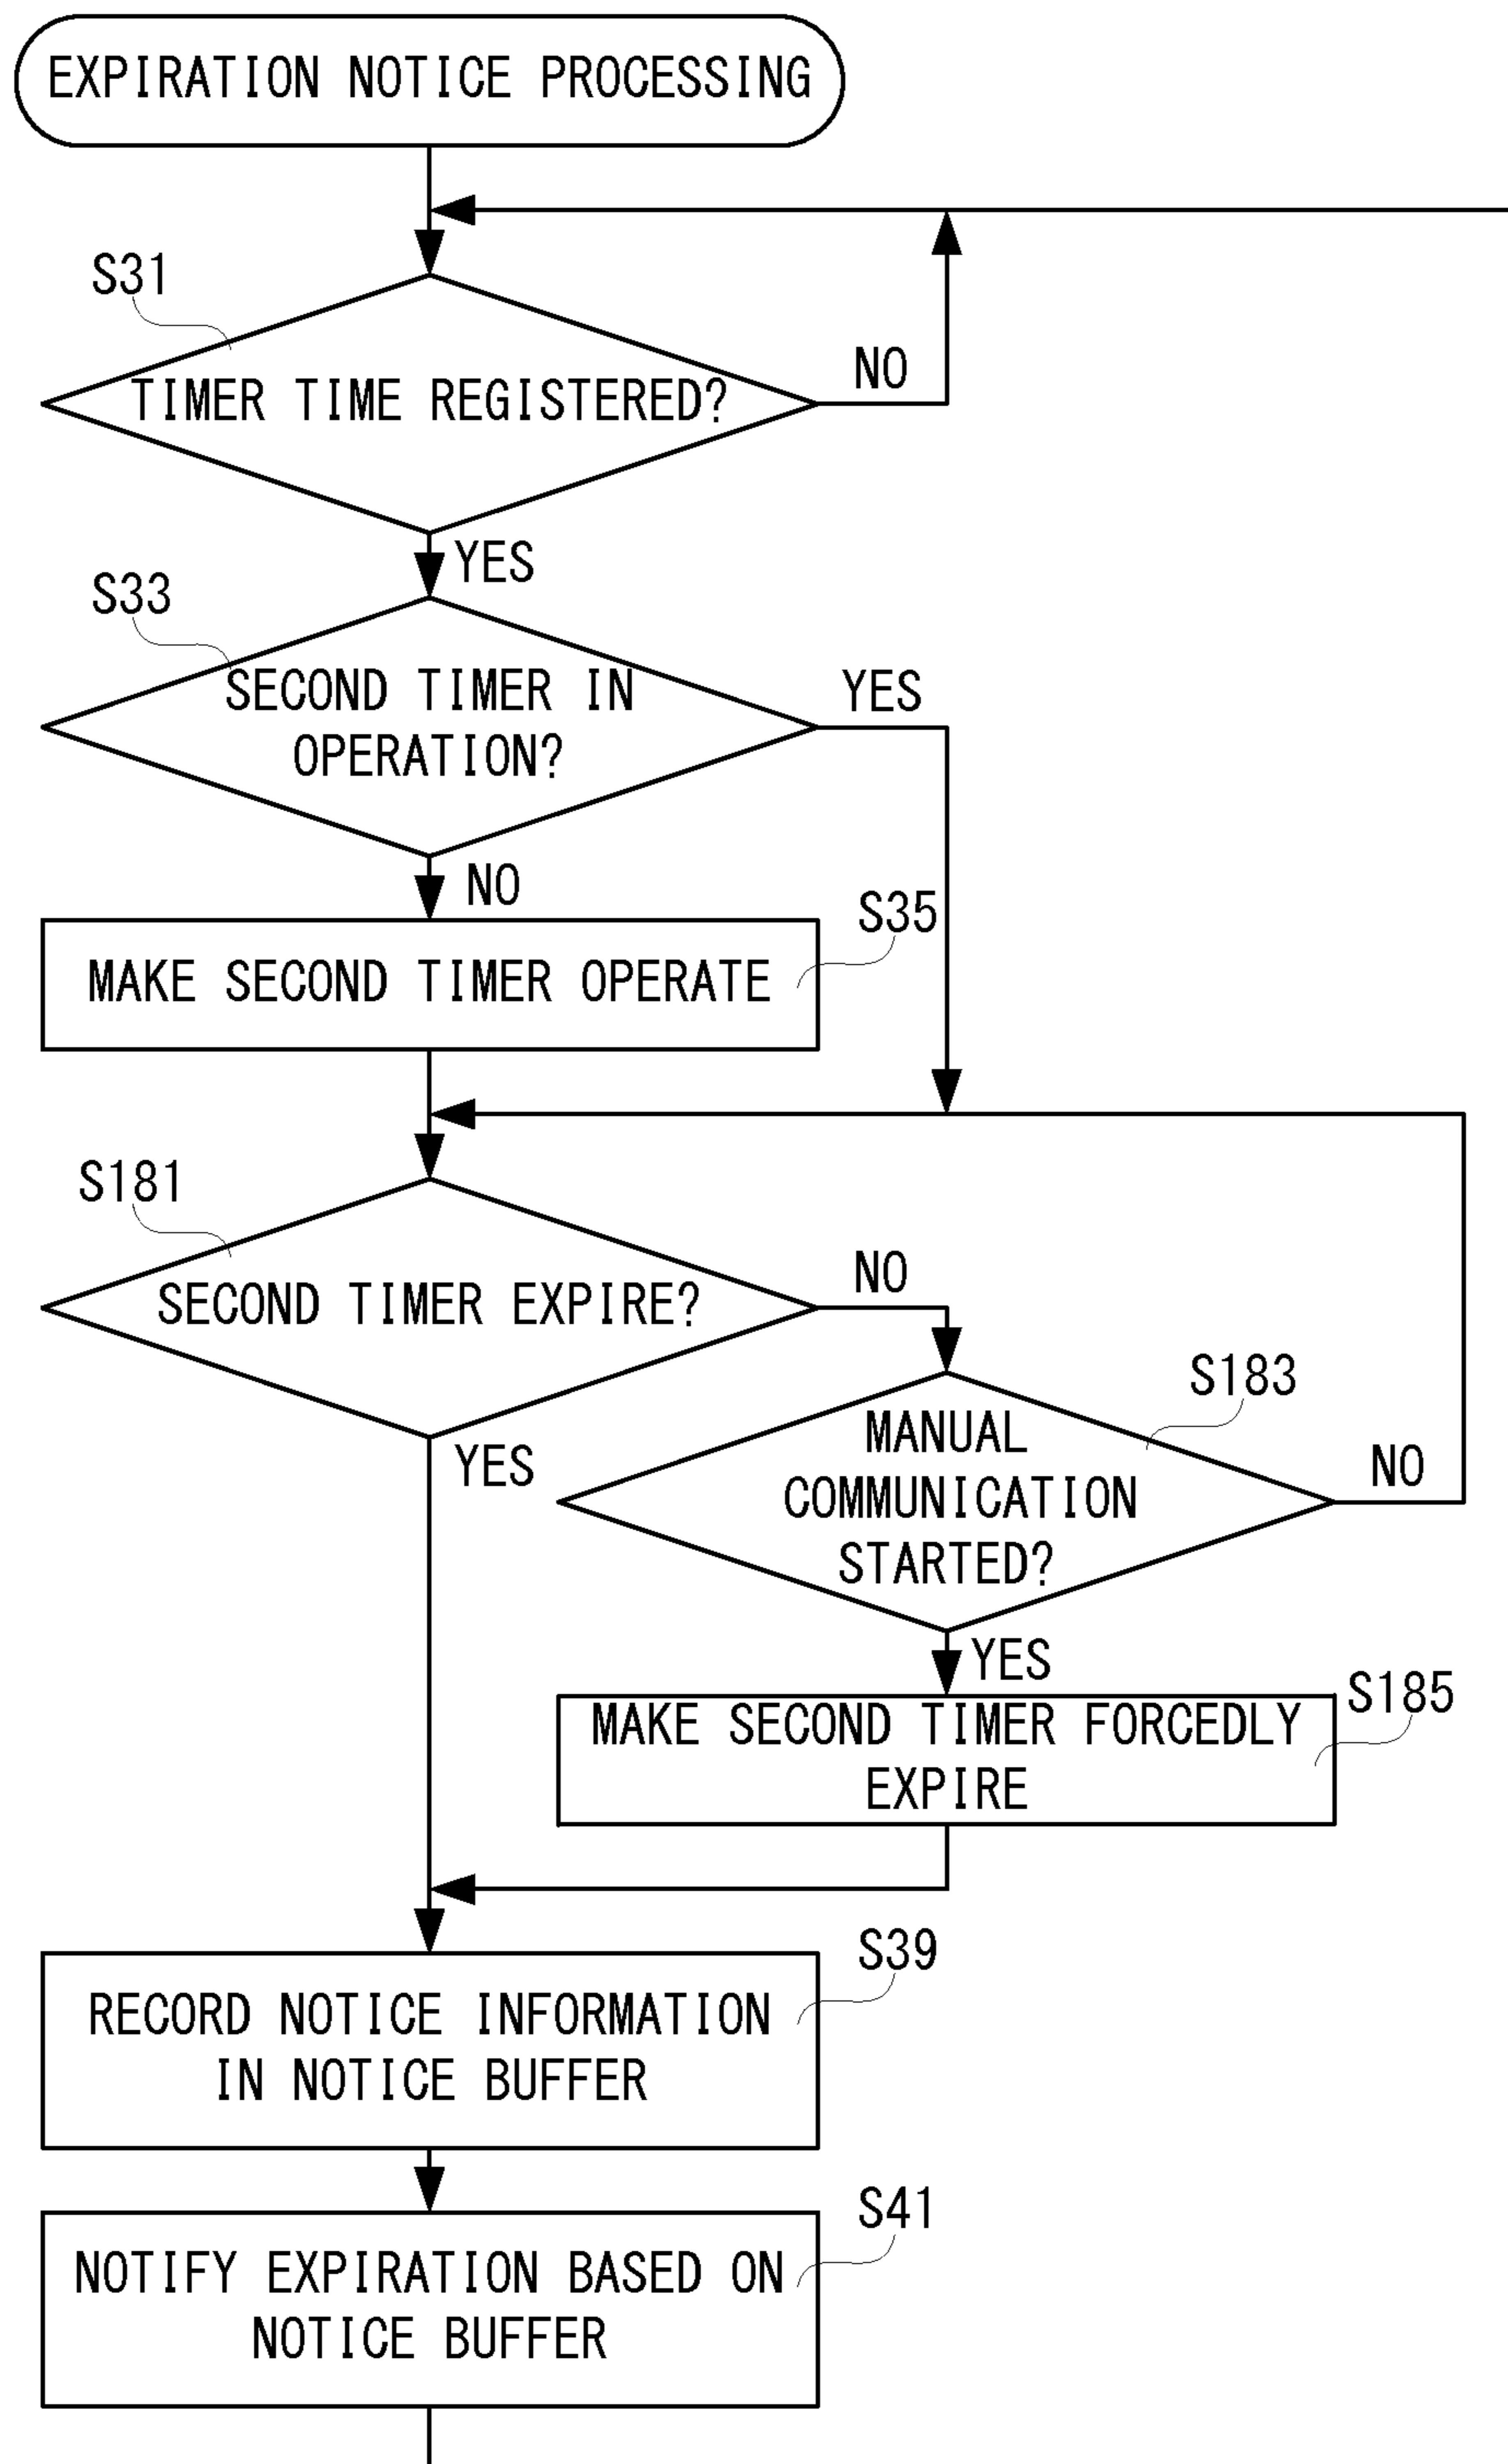 EXPIRATION NOTICE PROCESSING
S31
TIMER TIME REGISTERED?
NO
YES
S33
SECOND TIMER IN
OPERATION?
YES
NO
S35
MAKE SECOND TIMER OPERATE
S181
SECOND TIMER EXPIRE?
NO
YES
S183
MANUAL
COMMUNICATION
STARTED?
NO
YES
S185
MAKE SECOND TIMER FORCEDLY
EXPIRE
S39
RECORD NOTICE INFORMATION
IN NOTICE BUFFER
S41
NOTIFY EXPIRATION BASED ON
NOTICE BUFFER